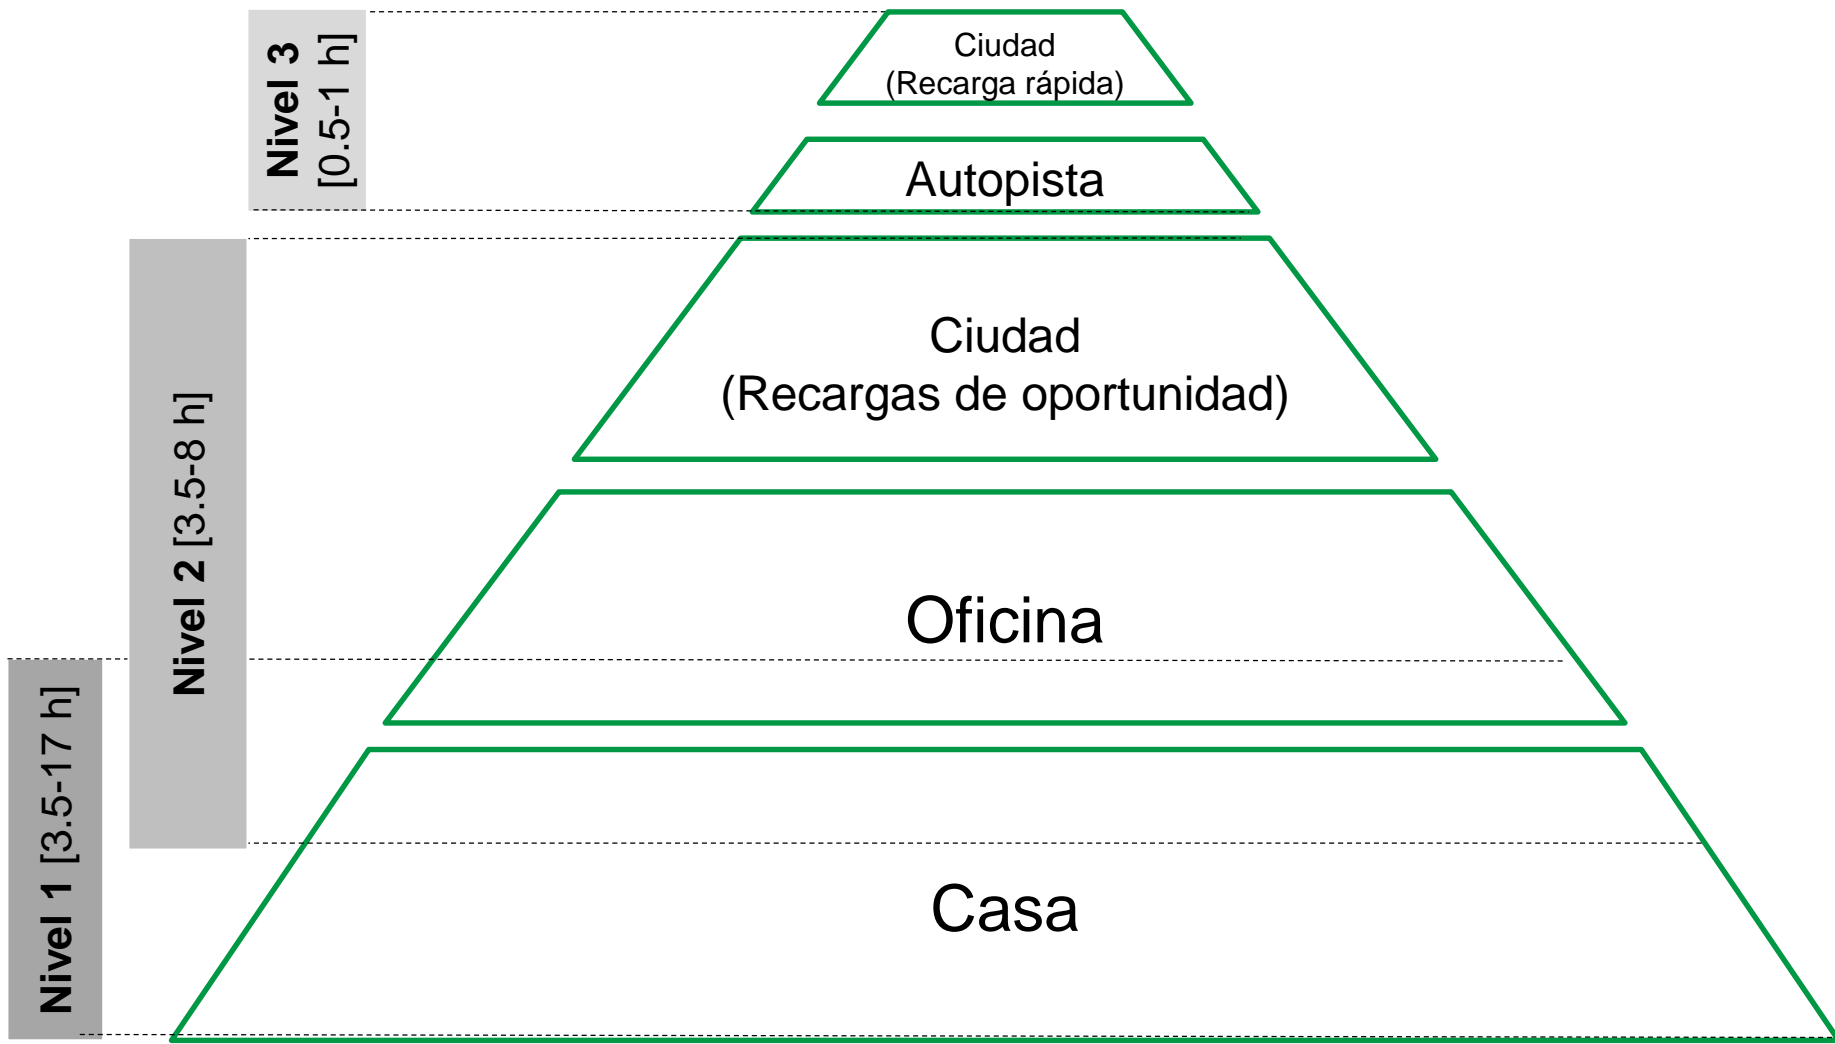 Nivel 3
[0.5-1 h]
Ciudad
(Recarga rápida)
Autopista
Nivel 2 [3.5-8 h]
Ciudad
(Recargas de oportunidad)
Oficina
Nivel 1 [3.5-17 h]
Casa